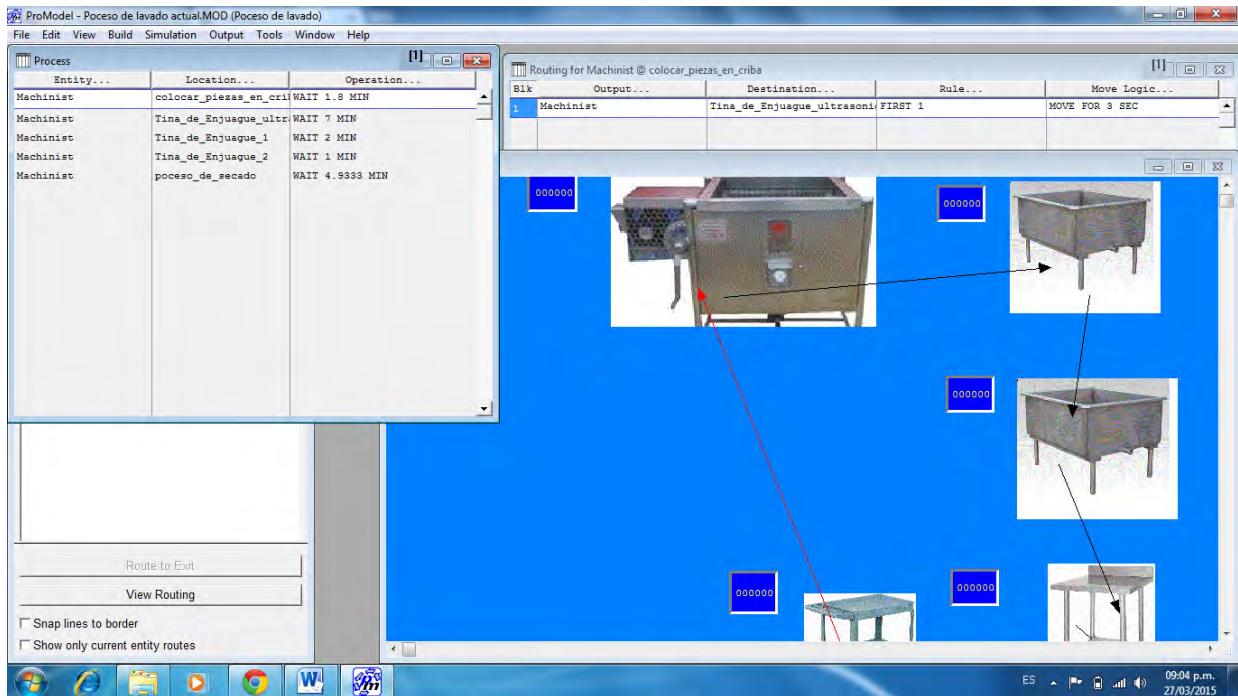 ProModel - Poceso de lavado actual.MOD (Poceso de lavado)
File Edit View Build Simulation Output Tools Window Help
Process [1]
Entity... Location... Operation...
Machinist colocar_piezas_en_cri WAIT 1.8 MIN
Machinist Tina_de_Enjuague_ultr WAIT 7 MIN
Machinist Tina_de_Enjuague_1 WAIT 2 MIN
Machinist Tina_de_Enjuague_2 WAIT 1 MIN
Machinist poceso_de_secado WAIT 4.9333 MIN
Routing for Machinist @ colocar_piezas_en_criba [1]
Blk Output... Destination... Rule... Move Logic...
1 Machinist Tina_de_Enjuague_ultrasoni FIRST 1 MOVE FOR 3 SEC
000000
000000
000000
000000
000000
Route to Exit
View Routing
Snap lines to border
Show only current entity routes
ES 09:04 p.m.
27/03/2015